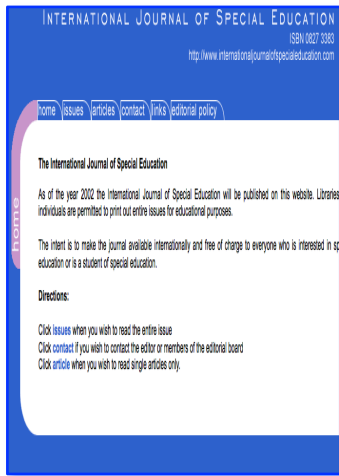 INTERNATIONAL JOURNAL OF SPECIAL EDUCATION
ISBN 0827 3383
http://www.internationaljournalofspecialeducation.com
home issues articles contact links editorial policy
home
The International Journal of Special Education
As of the year 2002 the International Journal of Special Education will be published on this website. Libraries
individuals are permitted to print out entire issues for educational purposes.
The intent is to make the journal available internationally and free of charge to everyone who is interested in sp
education or is a student of special education.
Directions:
Click issues when you wish to read the entire issue
Click contact if you wish to contact the editor or members of the editorial board
Click article when you wish to read single articles only.